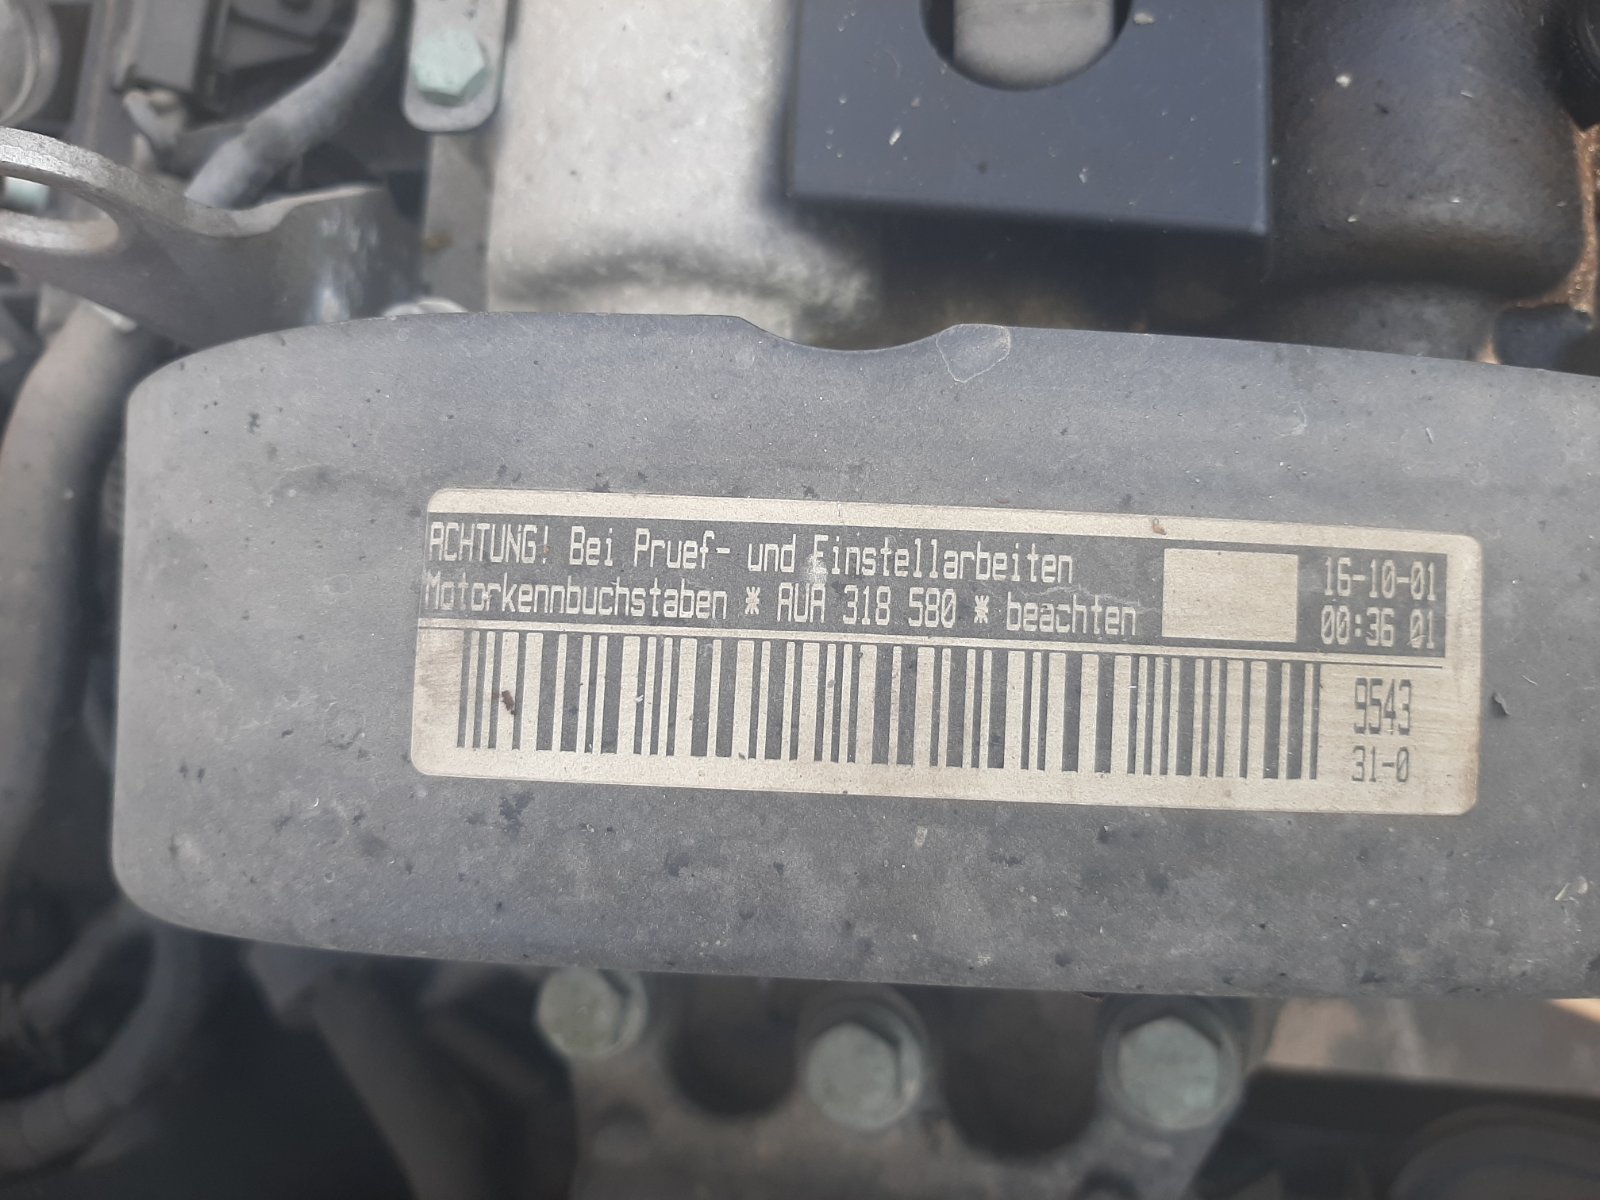 ACHTUNG! Bei Pruef- und Einstellarbeiten
Motorkennbuchstaben * AUA 318 580 * beachten
16-10-01
00:36 01
9543
31-0